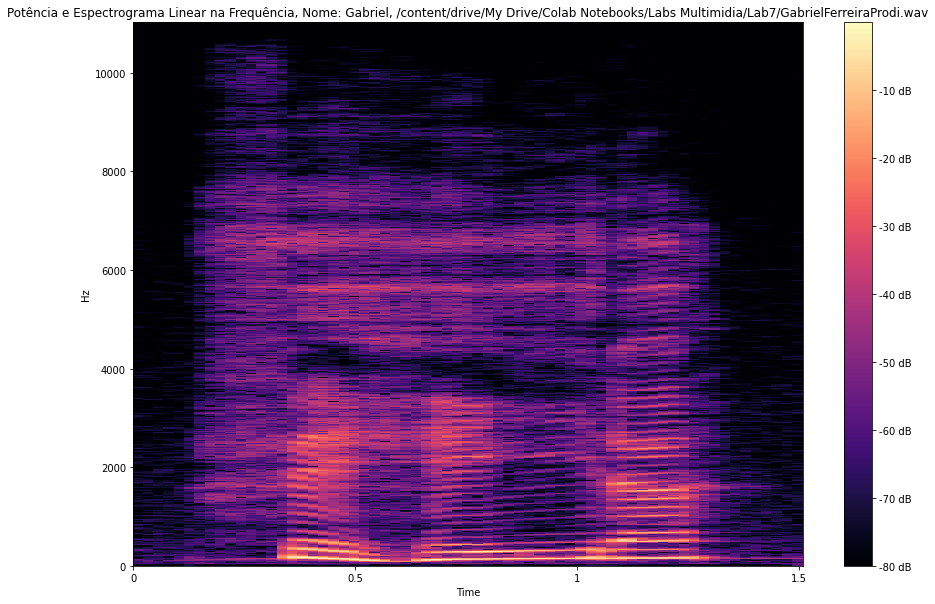 Potência e Espectrograma Linear na Frequência, Nome: Gabriel, /content/drive/My Drive/Colab Notebooks/Labs Multimidia/Lab7/GabrielFerreiraProdi.wav
10000
8000
6000
4000
2000
0
Hz
0
0.5
1
1.5
Time
-10 dB
-20 dB
-30 dB
-40 dB
-50 dB
-60 dB
-70 dB
-80 dB